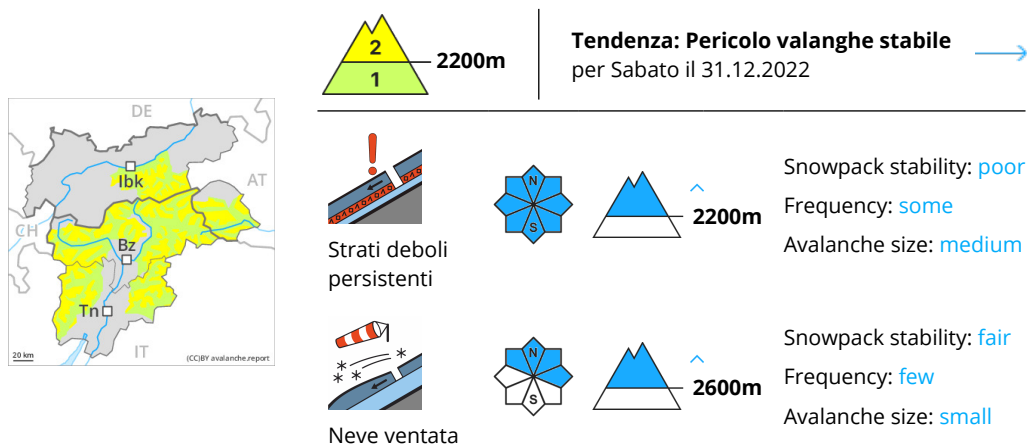 2
1
2200m
Tendenza: Pericolo valanghe stabile
per Sabato il 31.12.2022
DE
Ibk
AT
CH
Bz
Tn
IT
20 km
(CC)BY avalanche.report
N
S
2200m
Strati deboli
persistenti
Snowpack stability: poor
Frequency: some
Avalanche size: medium
N
S
2600m
Neve ventata
Snowpack stability: fair
Frequency: few
Avalanche size: small